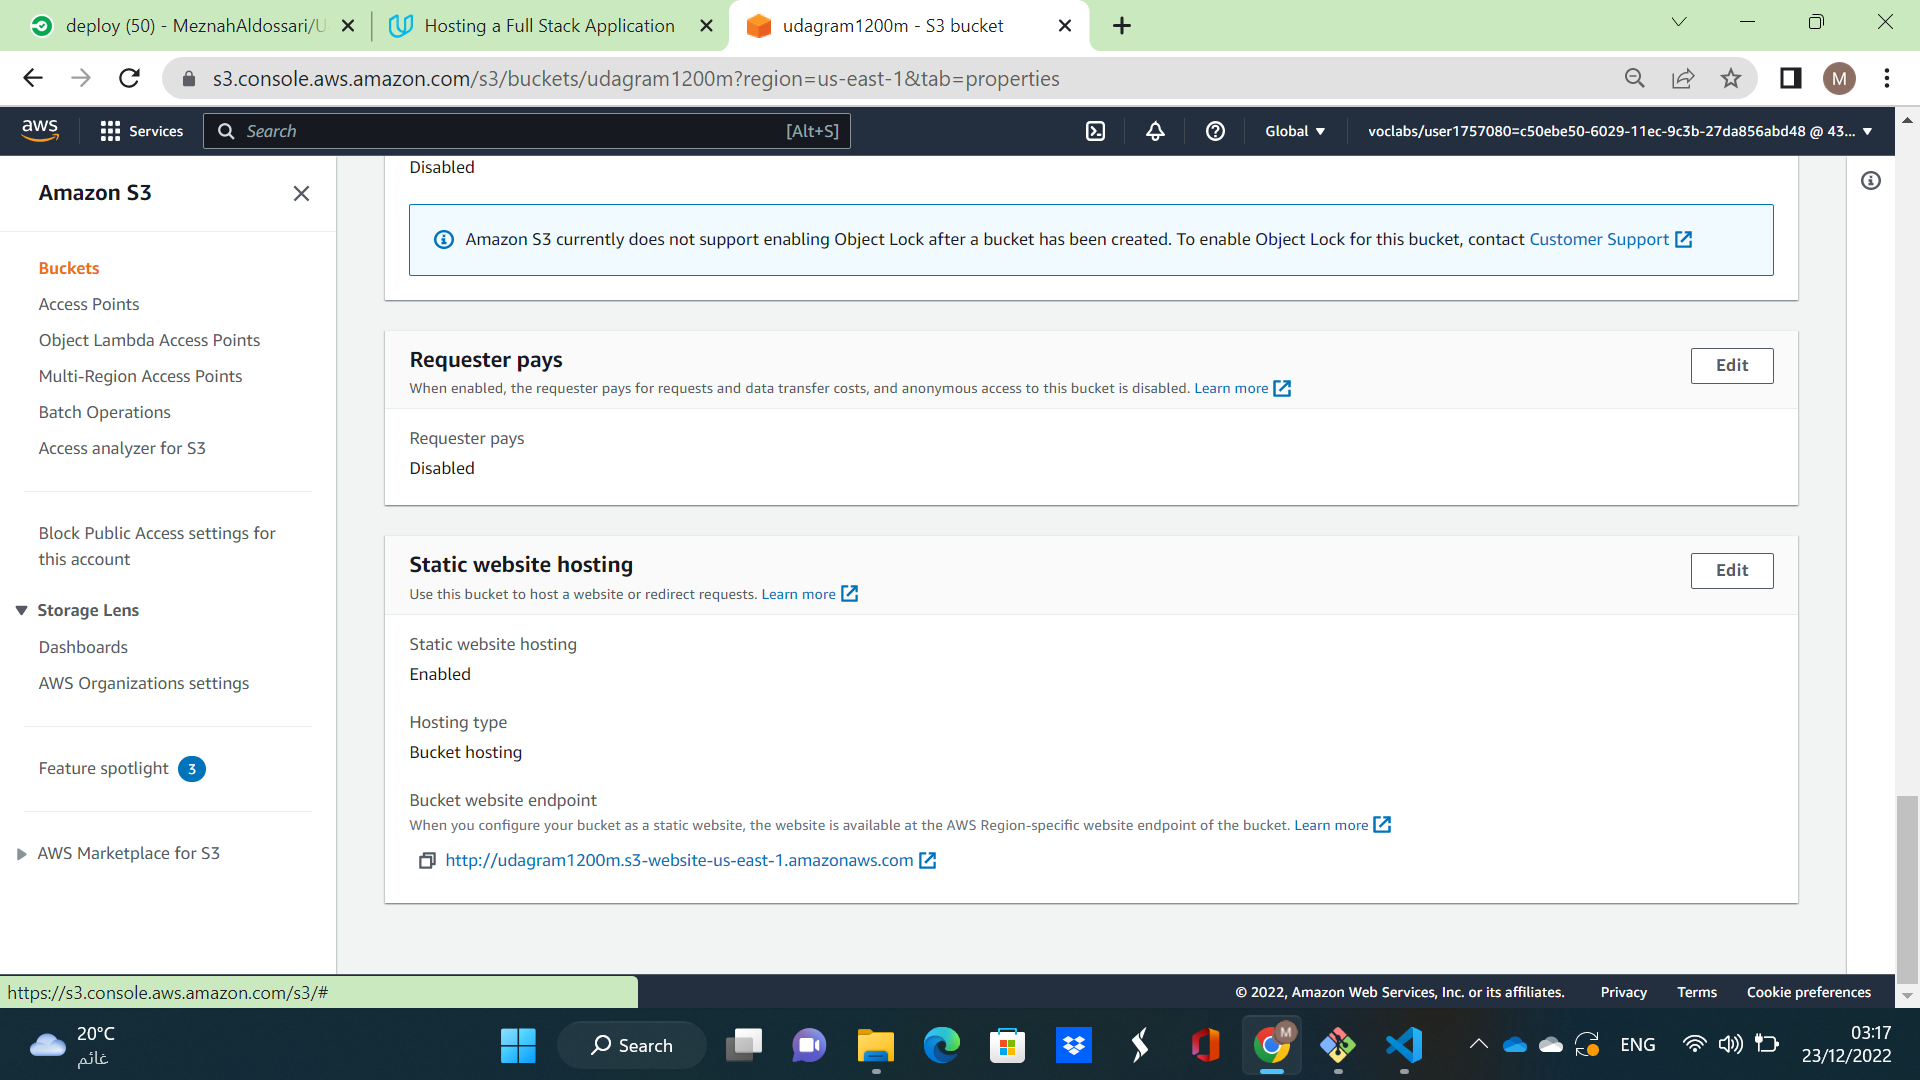 deploy (50) - MeznahAldossari/U
Hosting a Full Stack Application
udagram1200m - S3 bucket
s3.console.aws.amazon.com/s3/buckets/udagram1200m?region=us-east-1&tab=properties
M
aws
Services
Search
[Alt+S]
Global
voclabs/user1757080=c50ebe50-6029-11ec-9c3b-27da856abd48 @ 43...
Amazon S3
Buckets
Access Points
Object Lambda Access Points
Multi-Region Access Points
Batch Operations
Access analyzer for S3
Block Public Access settings for
this account
Storage Lens
Dashboards
AWS Organizations settings
Feature spotlight 3
AWS Marketplace for S3
Disabled
Amazon S3 currently does not support enabling Object Lock after a bucket has been created. To enable Object Lock for this bucket, contact Customer Support
Requester pays
Edit
When enabled, the requester pays for requests and data transfer costs, and anonymous access to this bucket is disabled. Learn more
Requester pays
Disabled
Static website hosting
Edit
Use this bucket to host a website or redirect requests. Learn more
Static website hosting
Enabled
Hosting type
Bucket hosting
Bucket website endpoint
When you configure your bucket as a static website, the website is available at the AWS Region-specific website endpoint of the bucket. Learn more
http://udagram1200m.s3-website-us-east-1.amazonaws.com
https://s3.console.aws.amazon.com/s3/#
© 2022, Amazon Web Services, Inc. or its affiliates.
Privacy
Terms
Cookie preferences
20°C
غائم
Search
M
ENG
03:17
23/12/2022